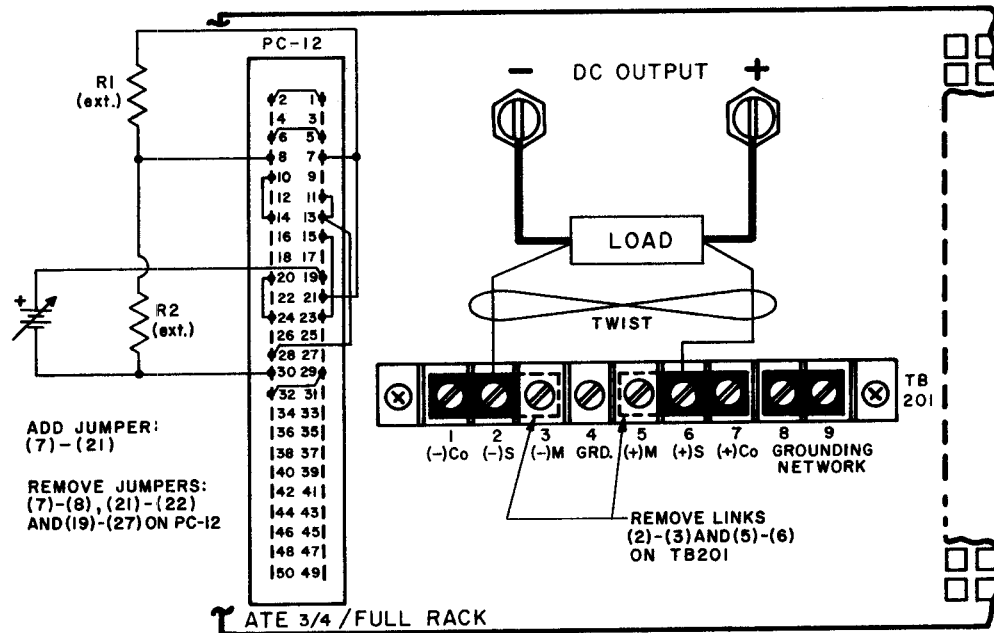 PC-12
R1
(ext.)
2 1
4 3
6 5
8 7
10 9
12 11
14 13
16 15
18 17
20 19
22 21
24 23
26 25
28 27
30 29
32 31
34 33
36 35
38 37
40 39
42 41
44 43
46 45
48 47
50 49
+
R2
(ext.)
ADD JUMPER:
(7)-(21)
REMOVE JUMPERS:
(7)-(8), (21)-(22)
AND (19)-(27) ON PC-12
− DC OUTPUT +
LOAD
TWIST
TB
201
1 2 3 4 5 6 7 8 9
(−)Co (−)S (−)M GRD. (+)M (+)S (+)Co GROUNDING
NETWORK
REMOVE LINKS
(2)-(3) AND (5)-(6)
ON TB201
ATE 3/4 / FULL RACK